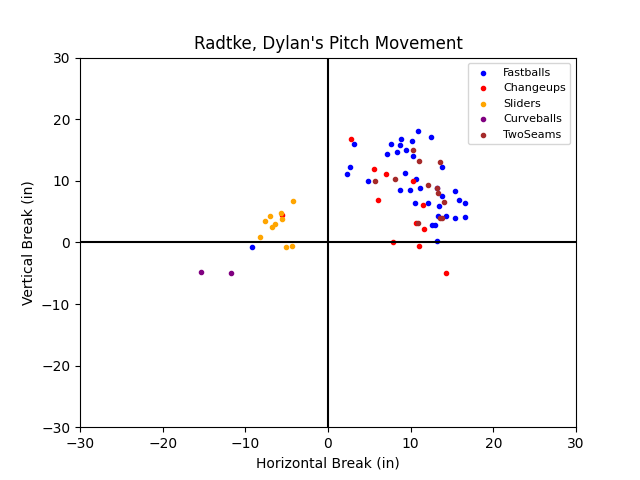 Radtke, Dylan's Pitch Movement
Fastballs
Changeups
Sliders
Curveballs
TwoSeams
Vertical Break (in)
30
20
10
0
−10
−20
−30
−30
−20
−10
0
10
20
30
Horizontal Break (in)